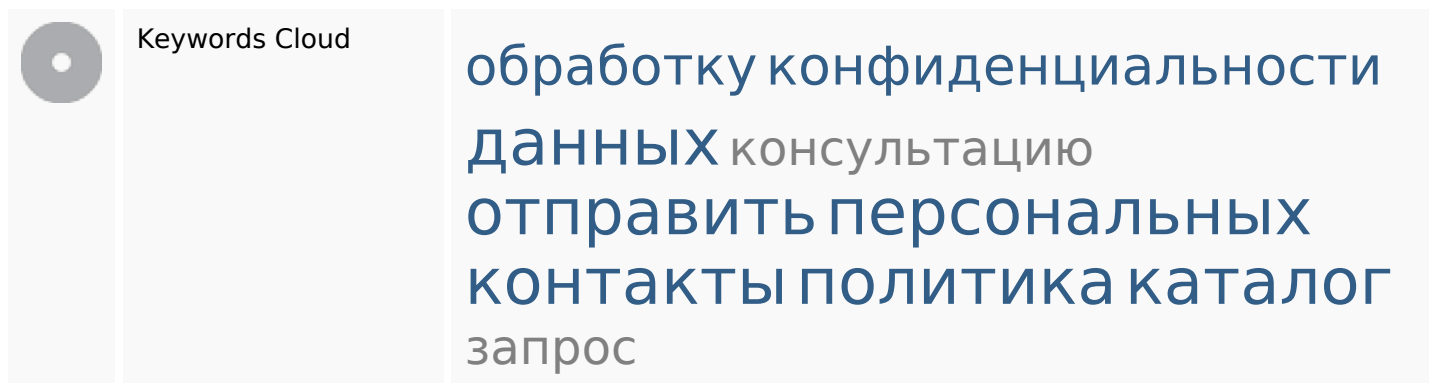 Keywords Cloud
обработку конфиденциальности
данных консультацию
отправить персональных
контакты политика каталог
запрос